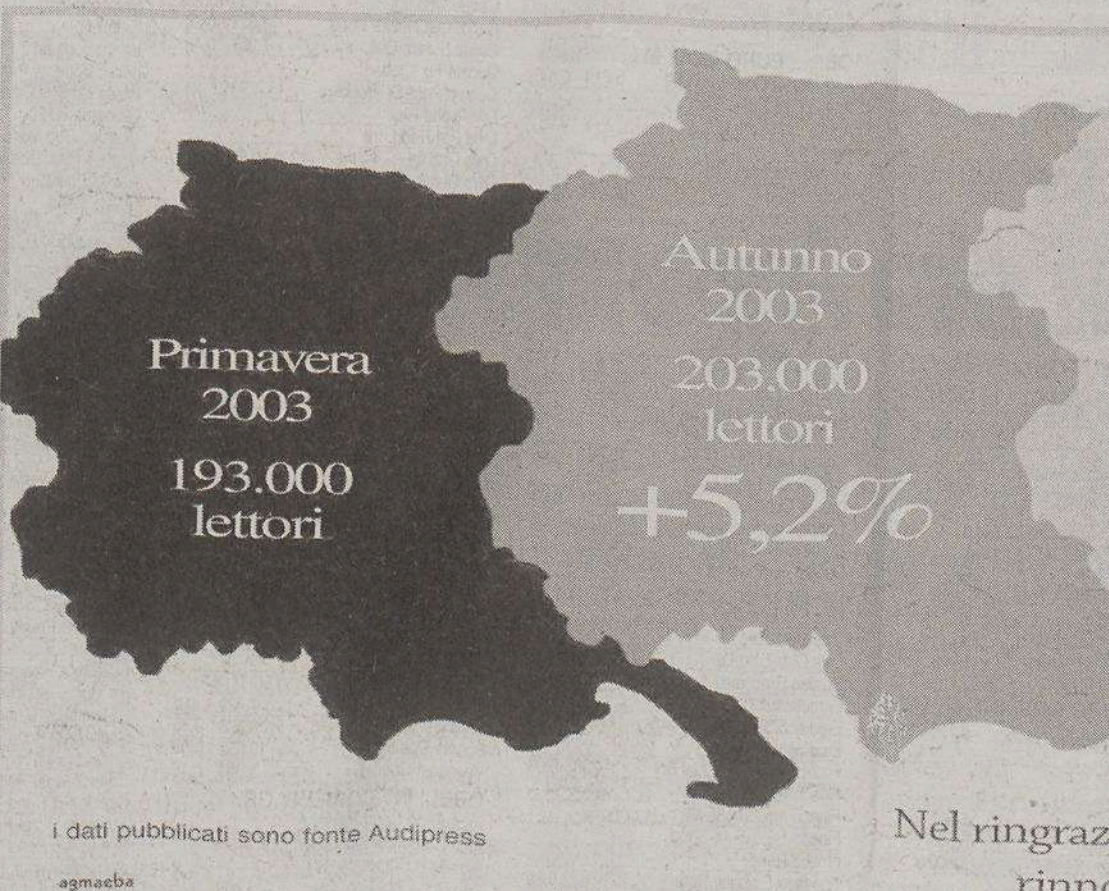 Primavera
2003
193.000
lettori
Autunno
2003
203.000
lettori
+5,2%
i dati pubblicati sono fonte Audipress
agmaeba
Nel ringraz